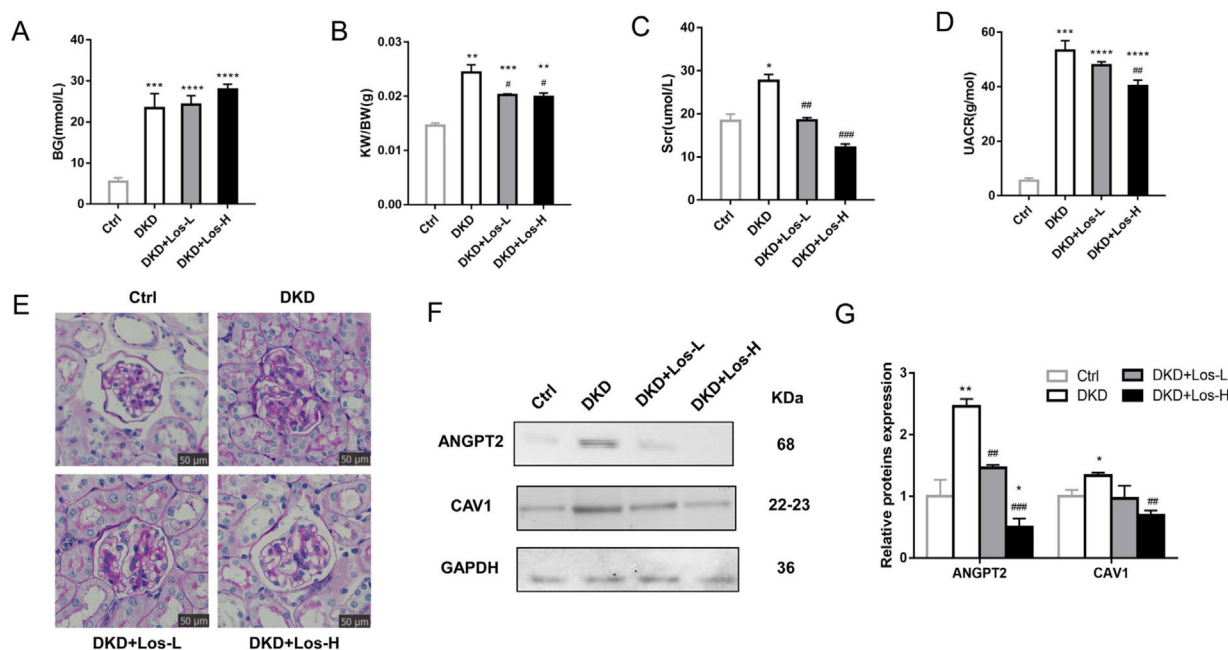 A
BG(mmol/L)
40
30
20
10
0
***
****
****
Ctrl
DKD
DKD+Los-L
DKD+Los-H
B
KW/BW(g)
0.03
0.02
0.01
0.00
**
***
#
**
#
Ctrl
DKD
DKD+Los-L
DKD+Los-H
C
Scr(umol/L)
40
30
20
10
0
*
##
###
Ctrl
DKD
DKD+Los-L
DKD+Los-H
D
UACR(g/mol)
60
40
20
0
***
****
****
##
Ctrl
DKD
DKD+Los-L
DKD+Los-H
E
Ctrl
DKD
50 μm
50 μm
50 μm
50 μm
DKD+Los-L
DKD+Los-H
F
Ctrl
DKD
DKD+Los-L
DKD+Los-H
KDa
ANGPT2
68
CAV1
22-23
GAPDH
36
G
Relative proteins expression
3
2
1
0
Ctrl
DKD
DKD+Los-L
DKD+Los-H
**
##
*
###
*
##
ANGPT2
CAV1